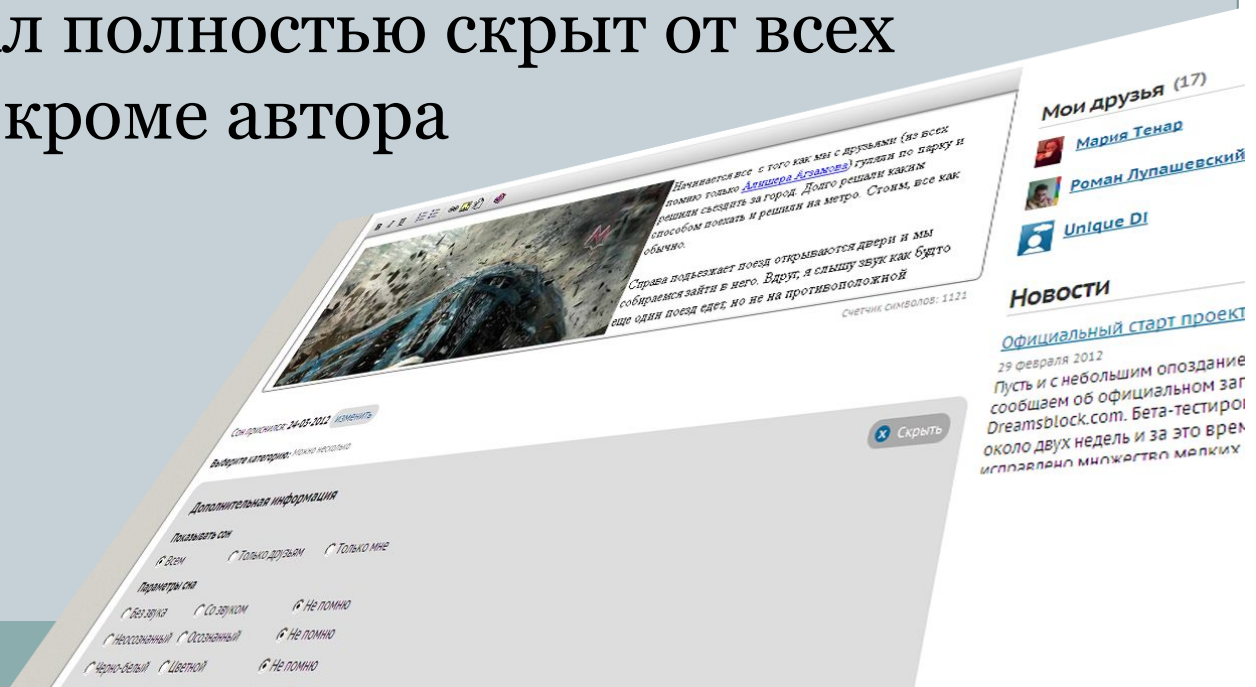 л полностью скрыт от всех
кроме автора
Начинается все с того как мы с друзьями (из всех
помню только Алишера Агзамова) гуляли по парку и
решили съездить за город. Долго решали каким
способом поехать и решили на метро. Стоим, все как
обычно.
Справа подъезжает поезд открываются двери и мы
собираемся зайти в него. Вдруг, я слышу звук как будто
еще один поезд едет, но не на противоположной
Счетчик символов: 1121
Сон приснился: 24-03-2012 изменить
Выберите категорию: Можно несколько
X Скрыть
Дополнительная информация
Показывать сон
Всем Только друзьям Только мне
Параметры сна
Без звука Со звуком Не помню
Неосознанный Осознанный Не помню
Черно-белый Цветной Не помню
Мои друзья (17)
Мария Тенар
Роман Лупашевский
Unique DI
Новости
Официальный старт проект
29 февраля 2012
Пусть и с небольшим опоздание
сообщаем об официальном зап
Dreamsblock.com. Бета-тестиров
около двух недель и за это врем
исправлено множество мелких